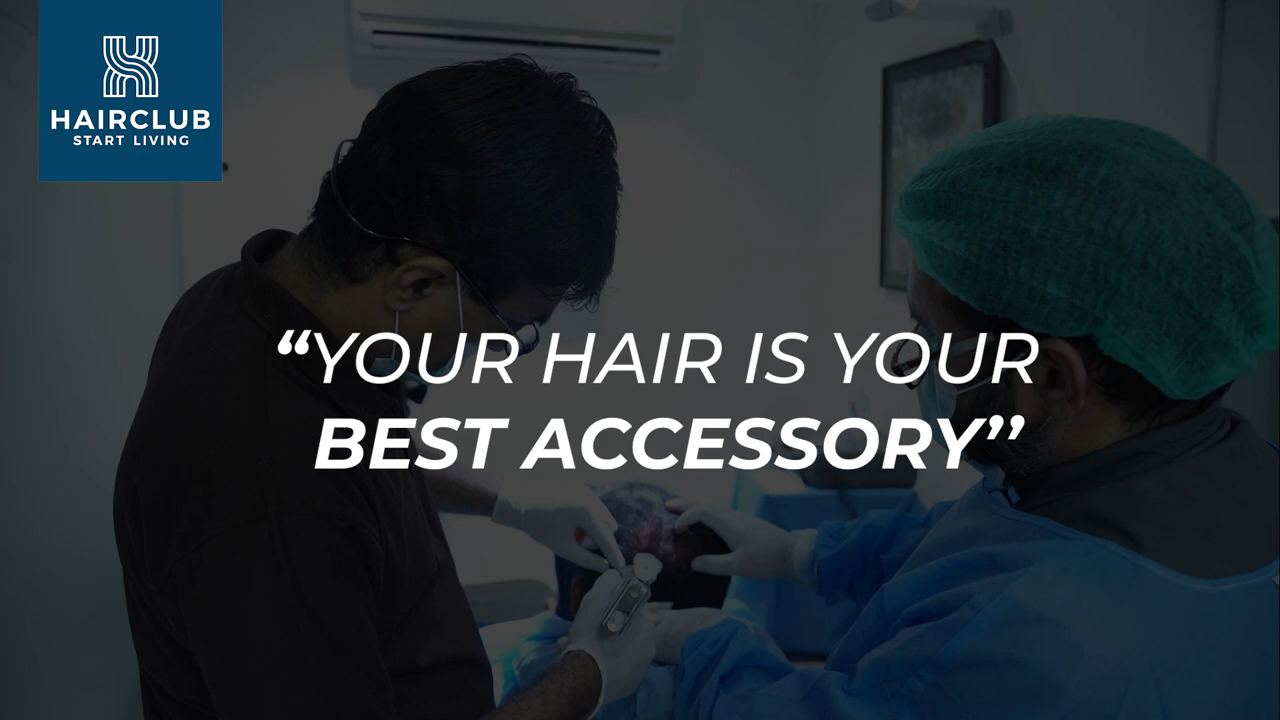 HAIRCLUB
START LIVING
“YOUR HAIR IS YOUR
BEST ACCESSORY”